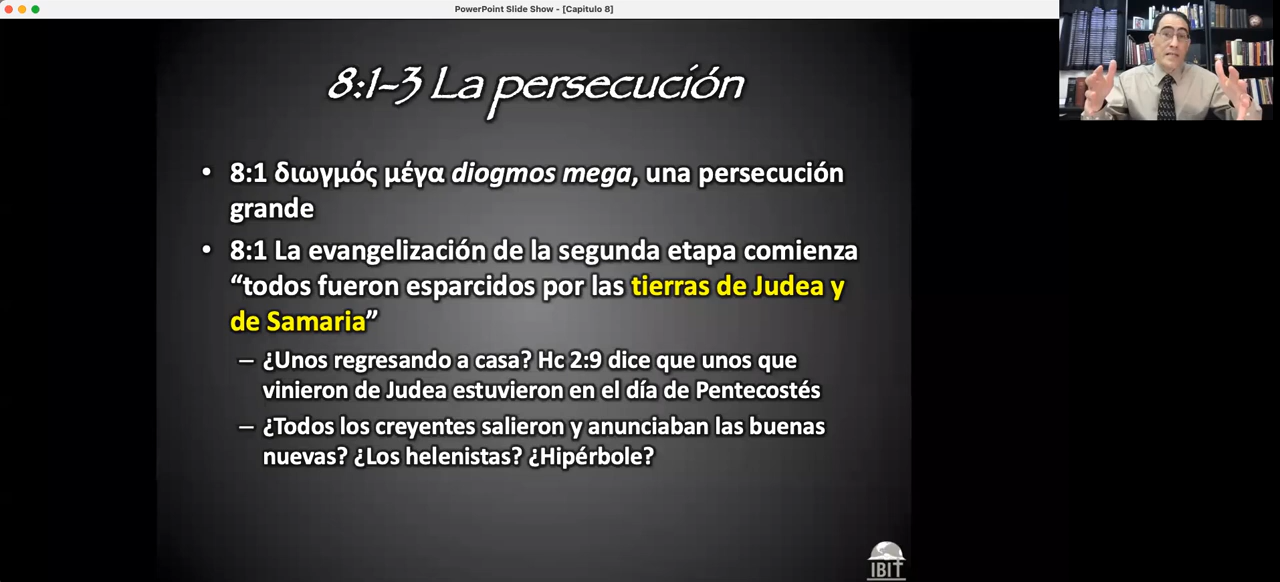 PowerPoint Slide Show - [Capitulo 8]
8:1-3 La persecución
• 8:1 διωγμός μέγα diogmos mega, una persecución
grande
• 8:1 La evangelización de la segunda etapa comienza
“todos fueron esparcidos por las tierras de Judea y
de Samaria”
– ¿Unos regresando a casa? Hc 2:9 dice que unos que
vinieron de Judea estuvieron en el día de Pentecostés
– ¿Todos los creyentes salieron y anunciaban las buenas
nuevas? ¿Los helenistas? ¿Hipérbole?
IBIT